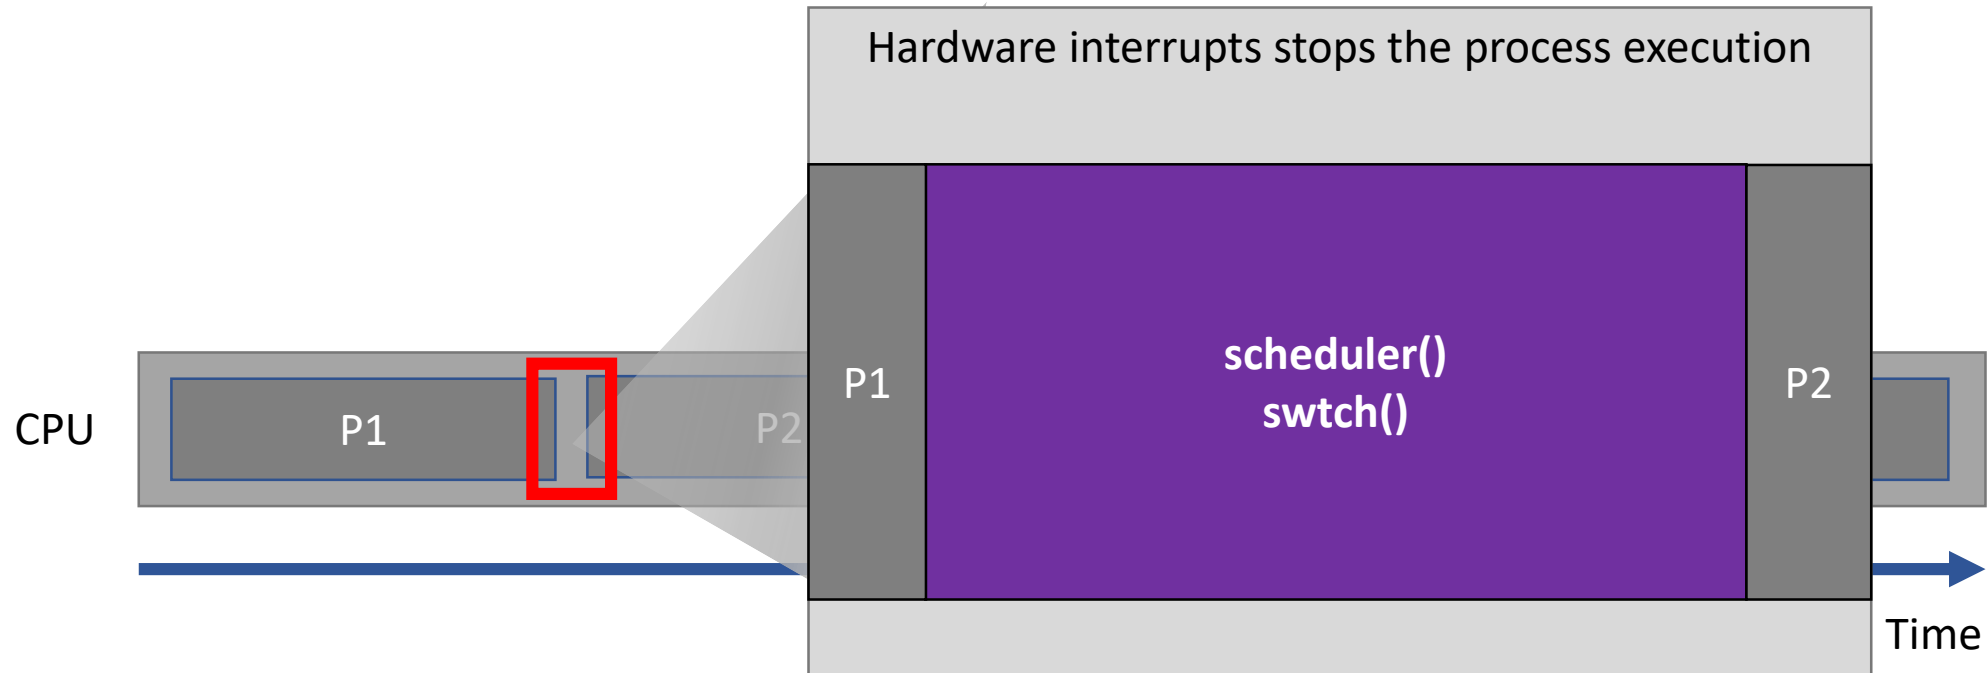 Hardware interrupts stops the process execution
CPU
P1
P2
P1
scheduler()
swtch()
P2
Time